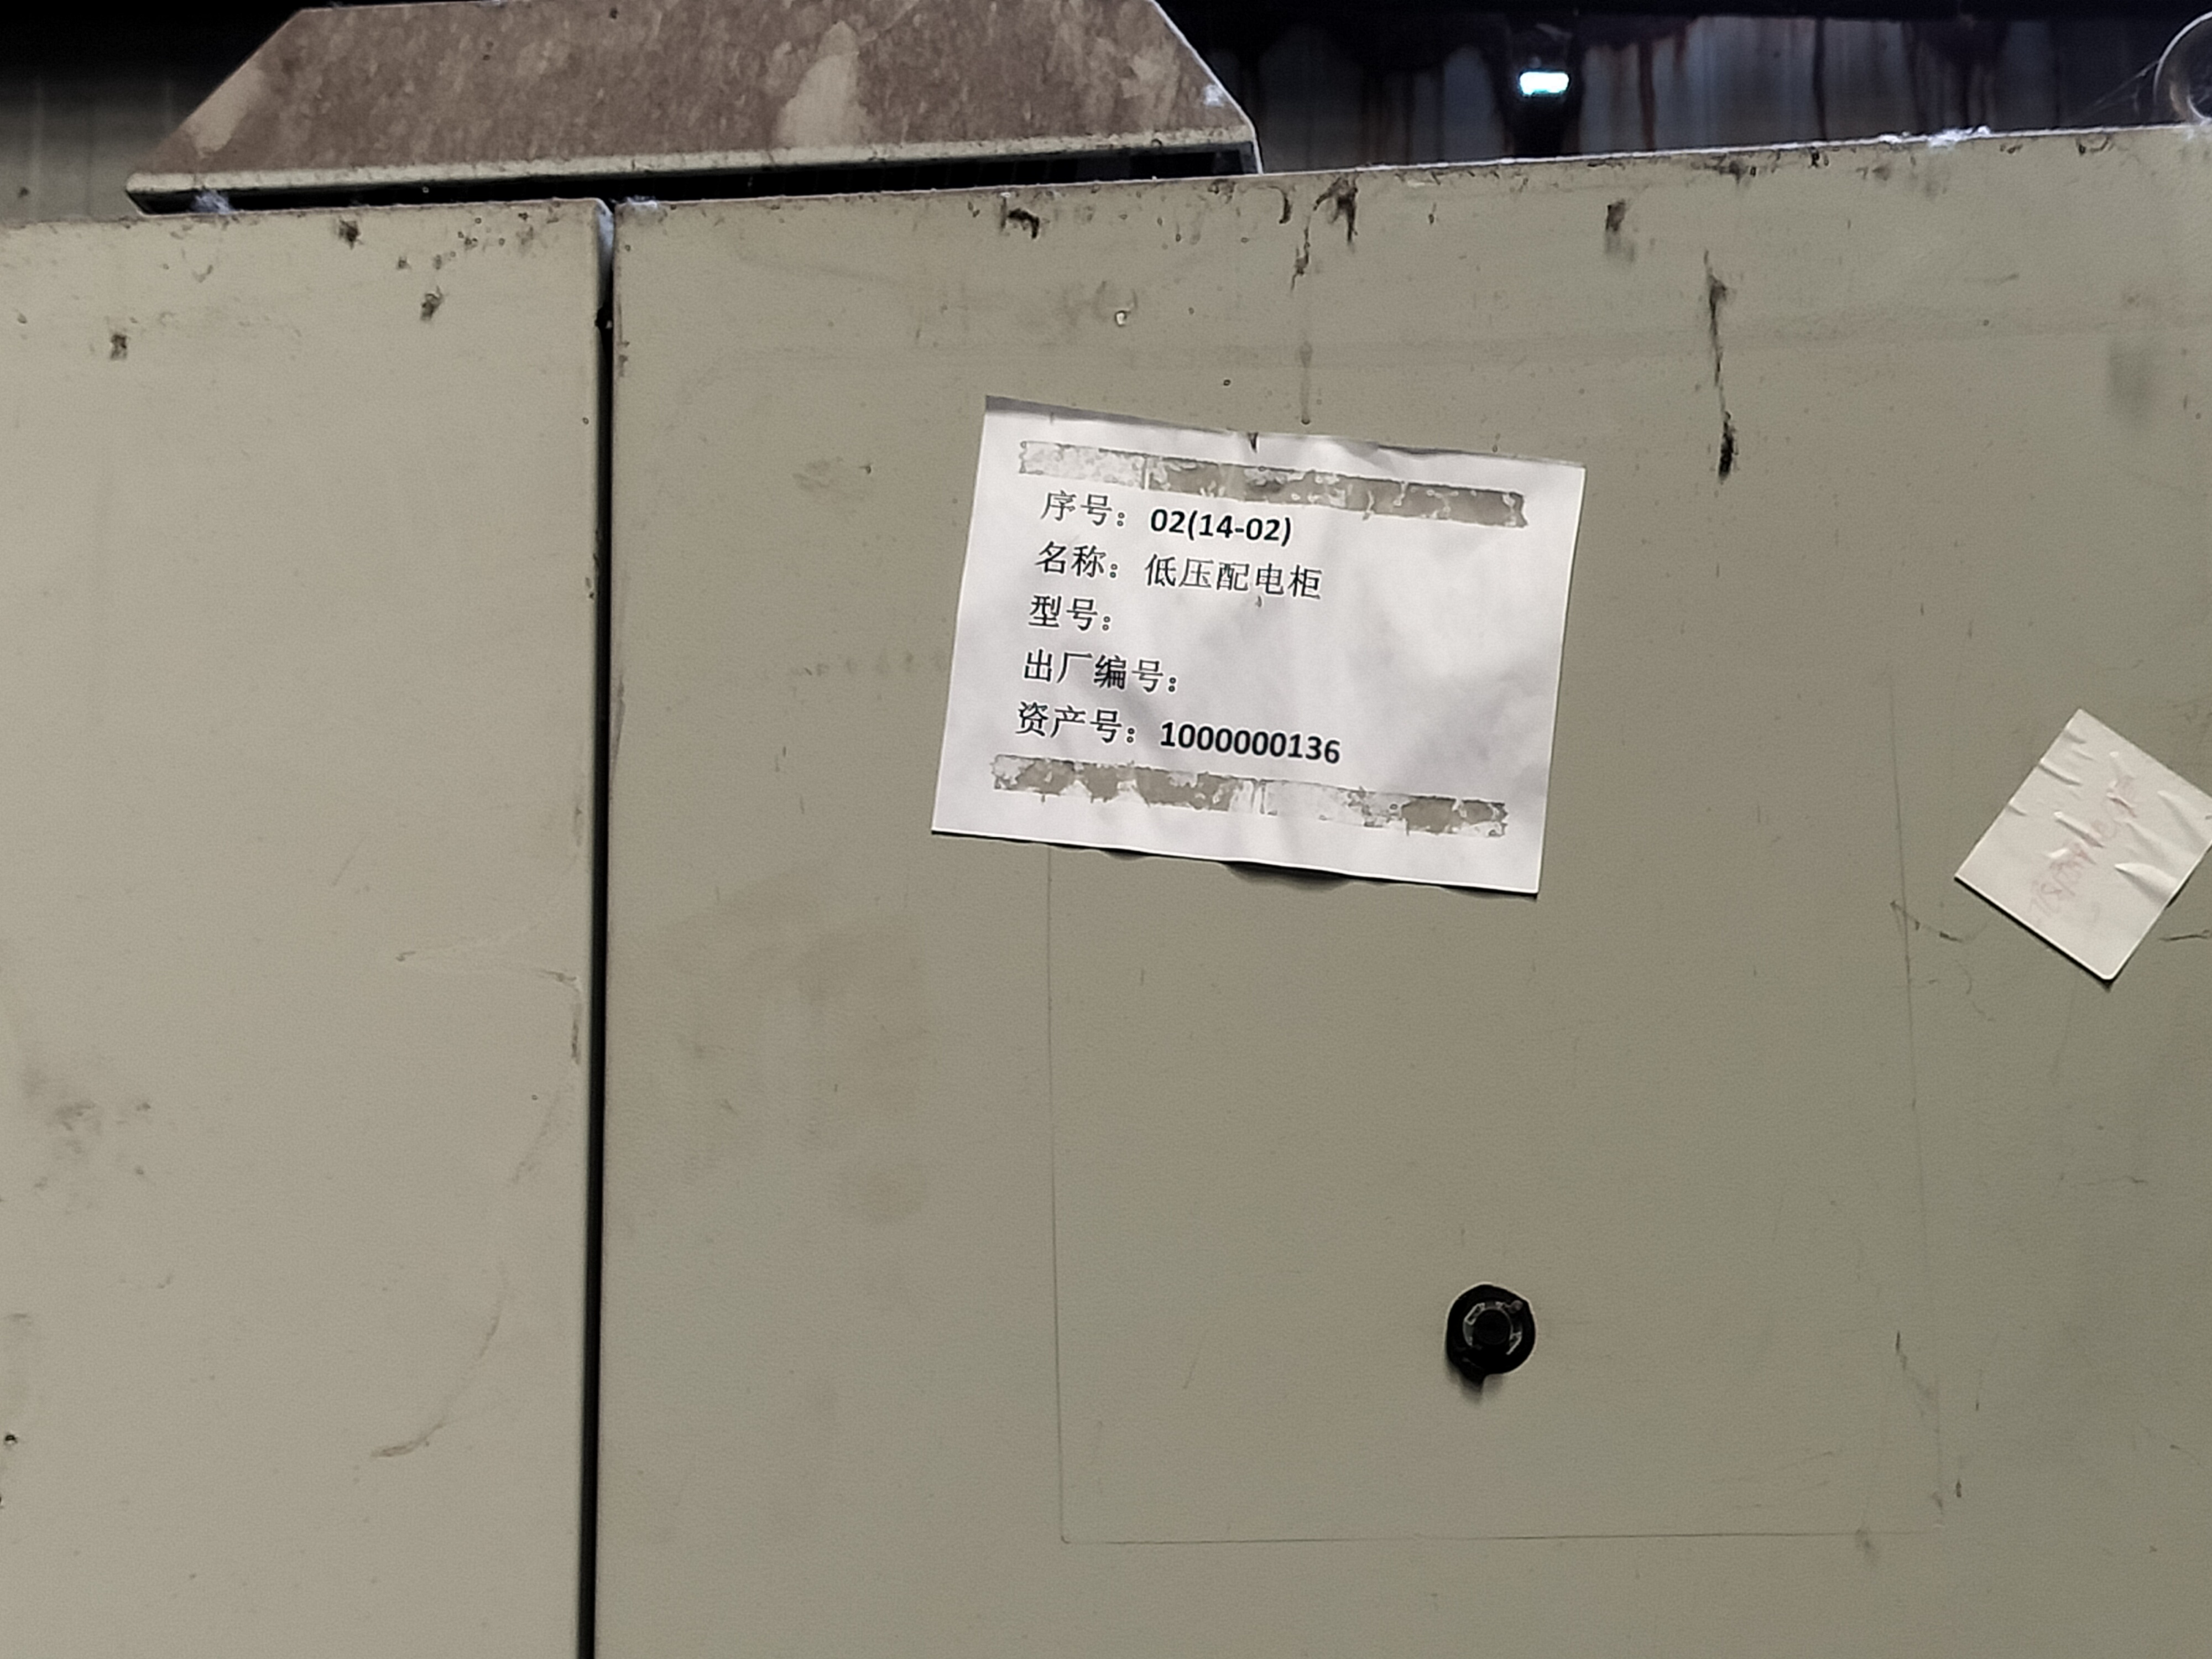 序号：02(14-02)
名称：低压配电柜
型号：
出厂编号：
资产号：1000000136